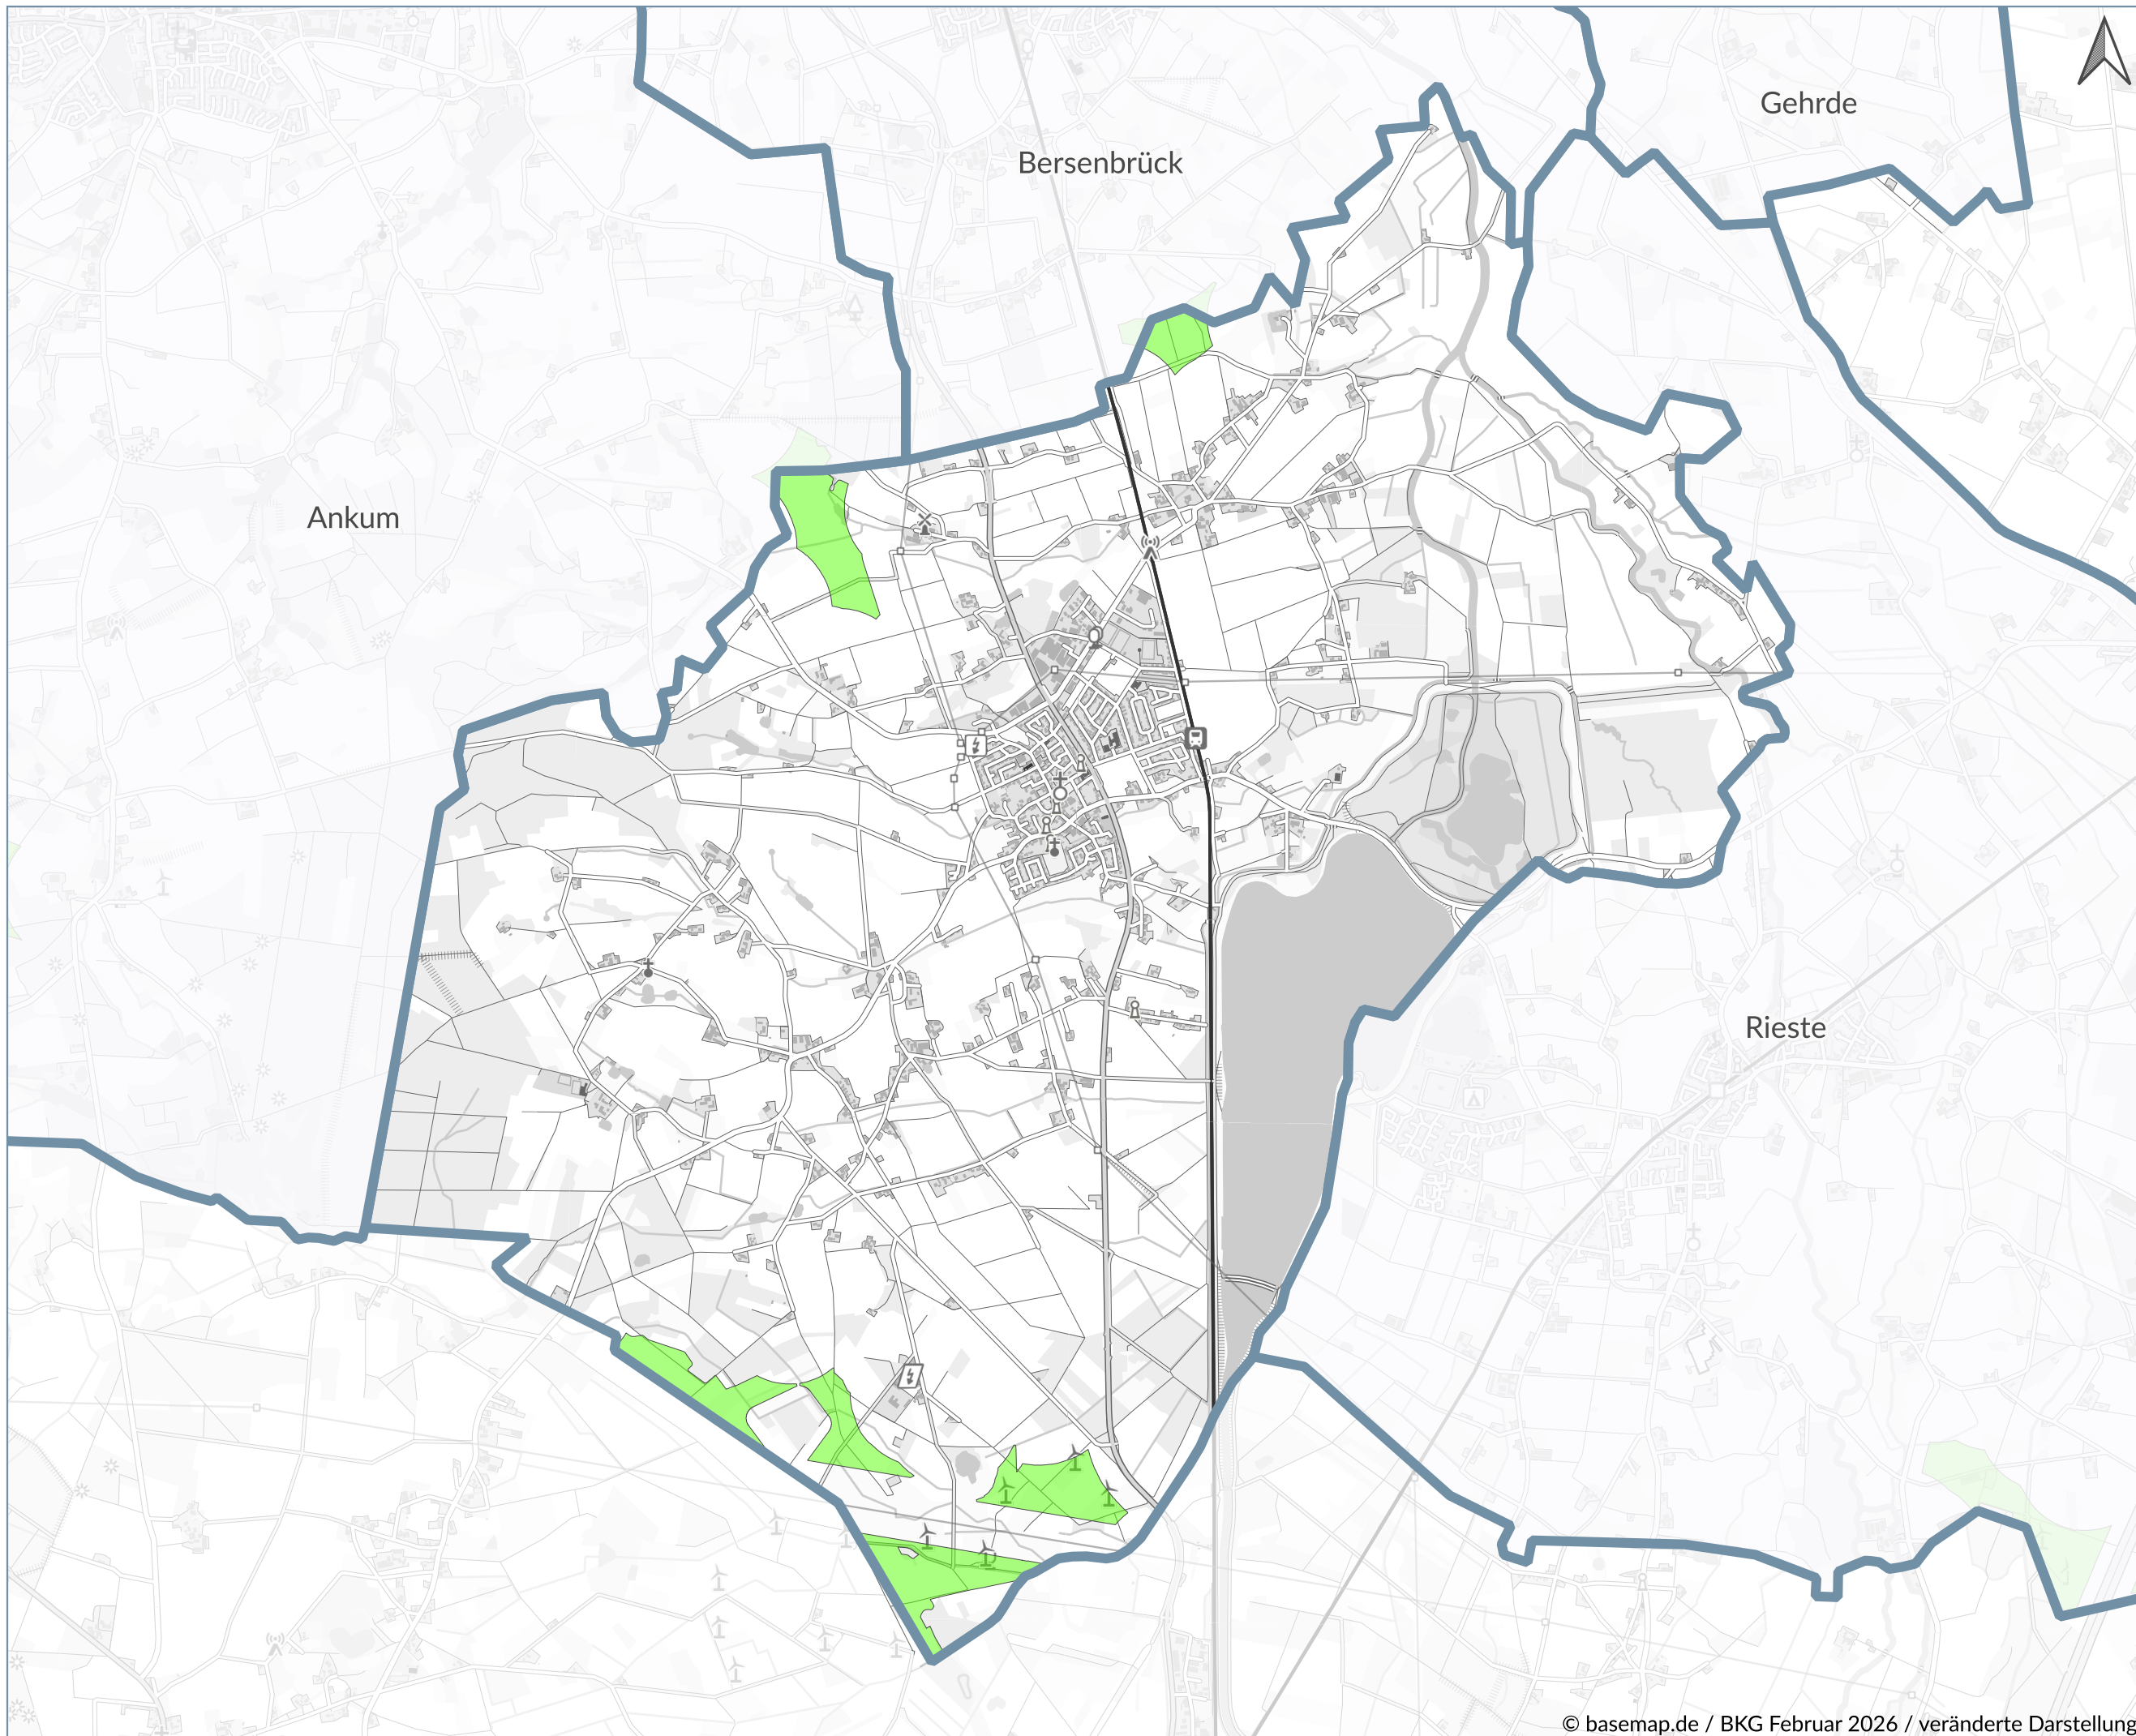 Gehrde
Bersenbrück
Ankum
Rieste
© basemap.de / BKG Februar 2026 / veränderte Darstellung